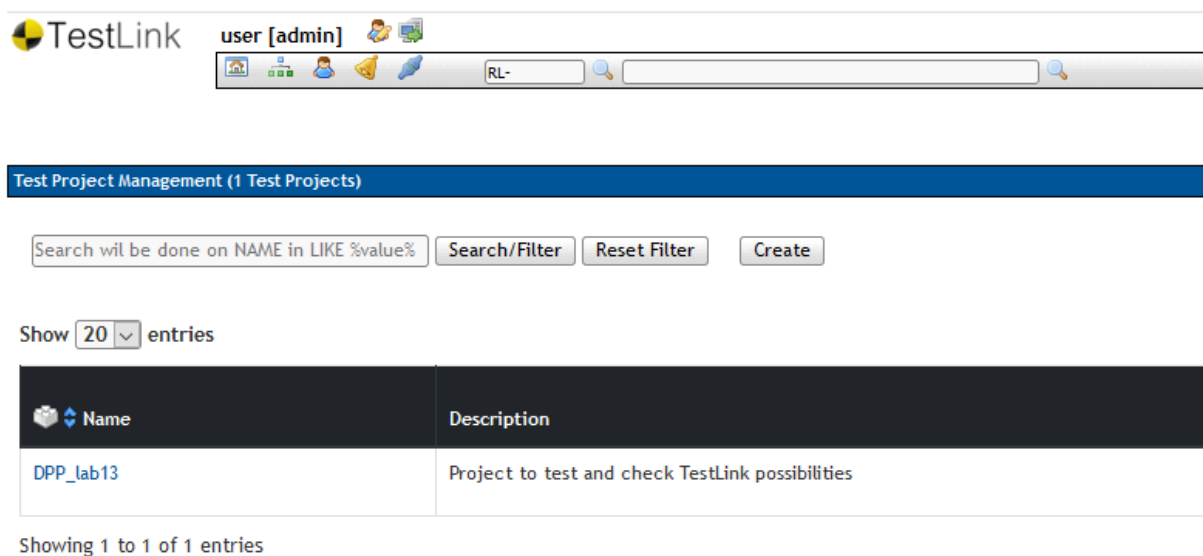 TestLink user [admin]
RL-
Test Project Management (1 Test Projects)
Search wil be done on NAME in LIKE %value% Search/Filter Reset Filter Create
Show 20 entries
Name Description
DPP_lab13 Project to test and check TestLink possibilities
Showing 1 to 1 of 1 entries